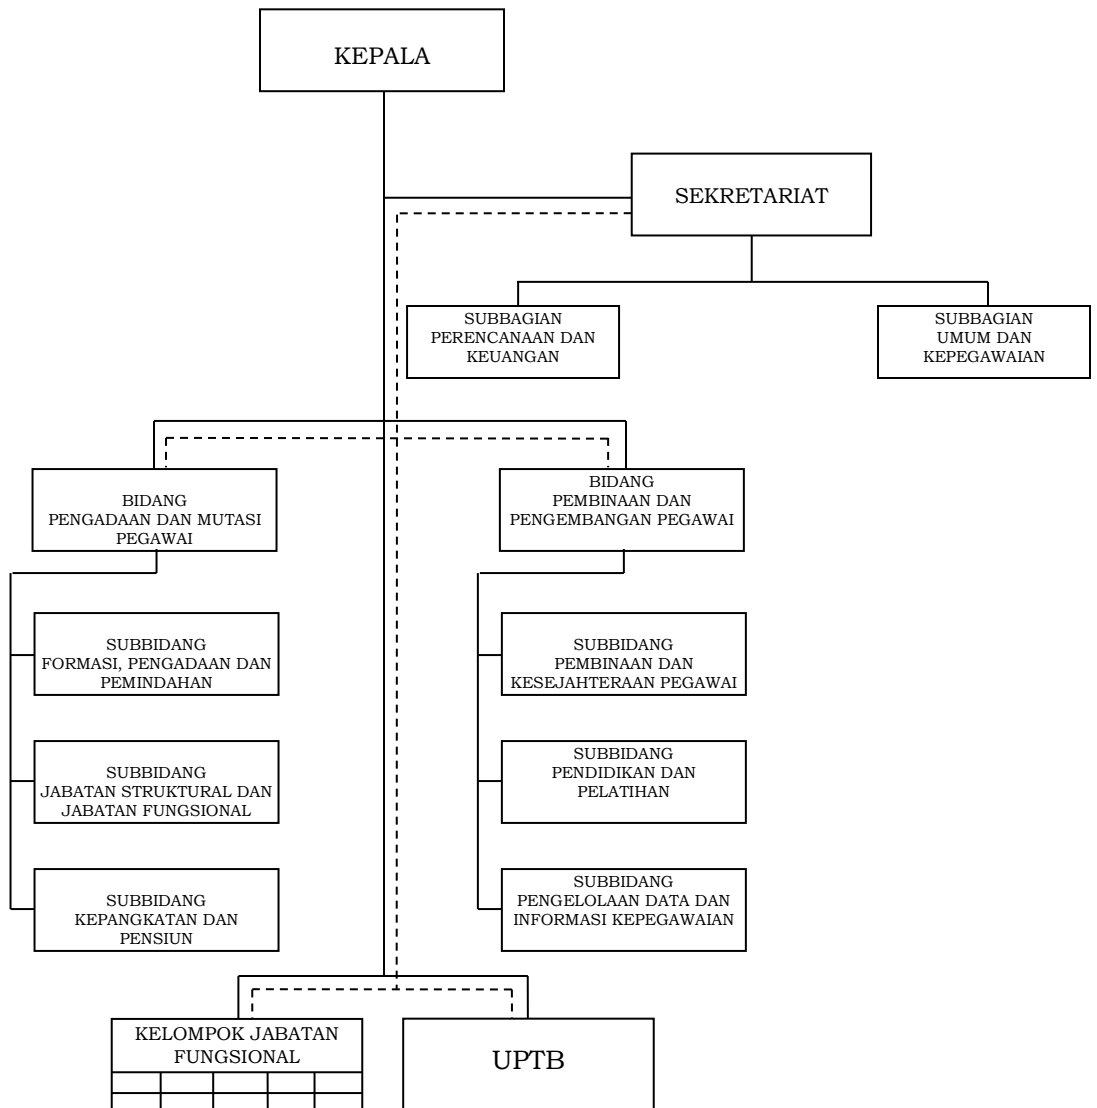 KEPALA
SEKRETARIAT
SUBBAGIAN
PERENCANAAN DAN
KEUANGAN
SUBBAGIAN
UMUM DAN
KEPEGAWAIAN
BIDANG
PENGADAAN DAN MUTASI
PEGAWAI
BIDANG
PEMBINAAN DAN
PENGEMBANGAN PEGAWAI
SUBBIDANG
FORMASI, PENGADAAN DAN
PEMINDAHAN
SUBBIDANG
PEMBINAAN DAN
KESEJAHTERAAN PEGAWAI
SUBBIDANG
JABATAN STRUKTURAL DAN
JABATAN FUNGSIONAL
SUBBIDANG
PENDIDIKAN DAN
PELATIHAN
SUBBIDANG
KEPANGKATAN DAN
PENSIUN
SUBBIDANG
PENGELOLAAN DATA DAN
INFORMASI KEPEGAWAIAN
KELOMPOK JABATAN
FUNGSIONAL
UPTB